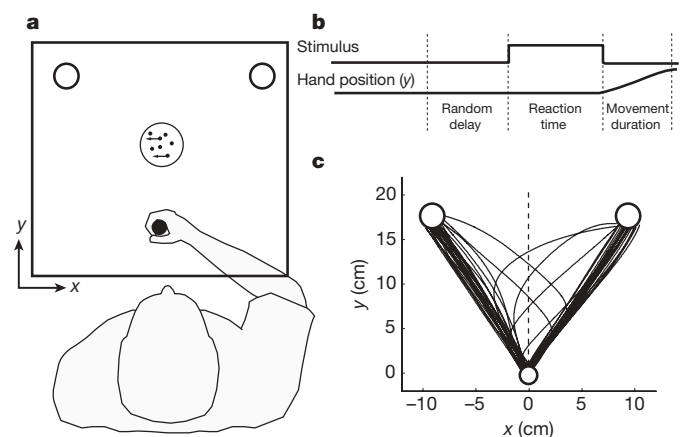 a
y
x
b
Stimulus
Hand position (y)
Random
delay
Reaction
time
Movement
duration
c
20
15
10
5
0
y (cm)
–10
–5
0
5
10
x (cm)